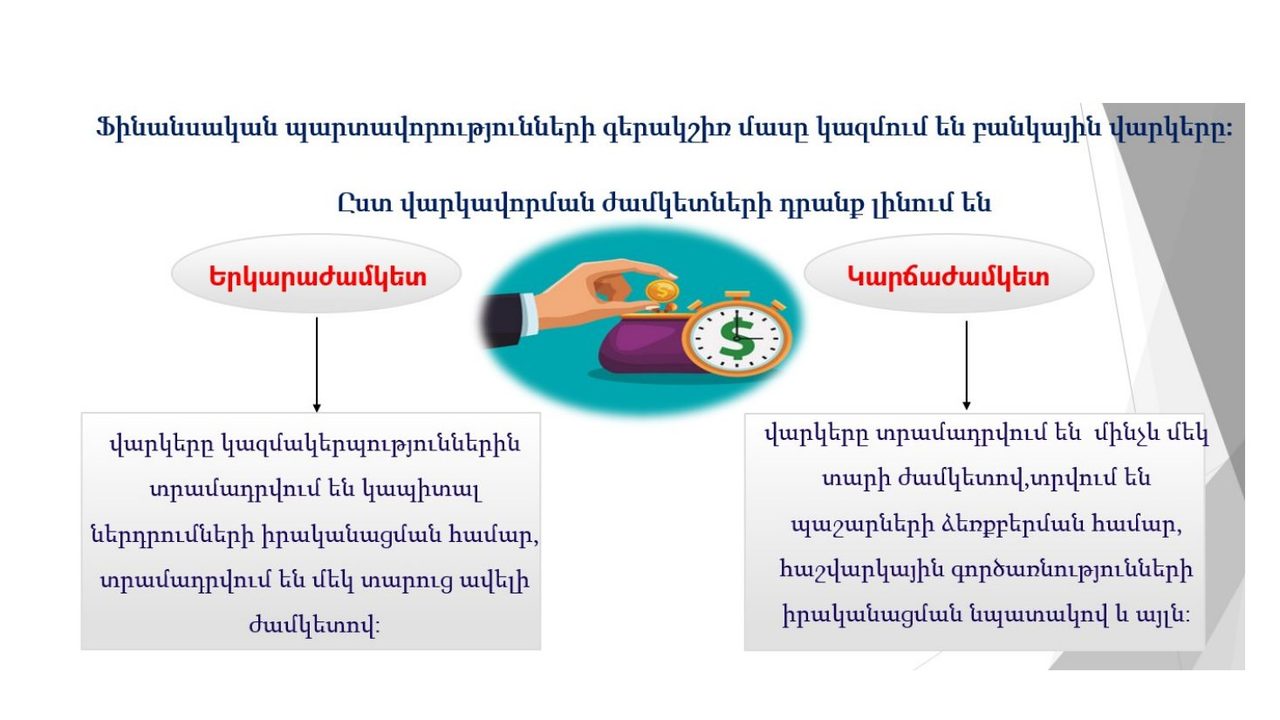 Ֆինանսական պարտավորությունների գերակշիռ մասը կազմում են բանկային վարկերը:
Ըստ վարկավորման ժամկետների դրանք լինում են
Երկարաժամկետ
Կարճաժամկետ
վարկերը կազմակերպություններին
տրամադրվում են կապիտալ
ներդրումների իրականացման համար,
տրամադրվում են մեկ տարուց ավելի
ժամկետով:
վարկերը տրամադրվում են մինչև մեկ
տարի ժամկետով,տրվում են
պաշարների ձեռքբերման համար,
հաշվարկային գործառնությունների
իրականացման նպատակով և այլն: